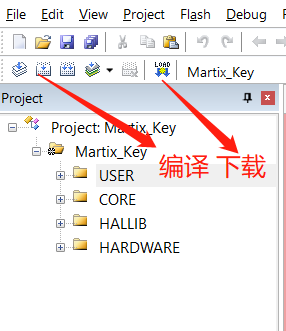 File Edit View Project Flash Debug
LOAD
Martix_Key
Project
Project: Martix_Key
Martix_Key
编译 下载
USER
CORE
HALLIB
HARDWARE